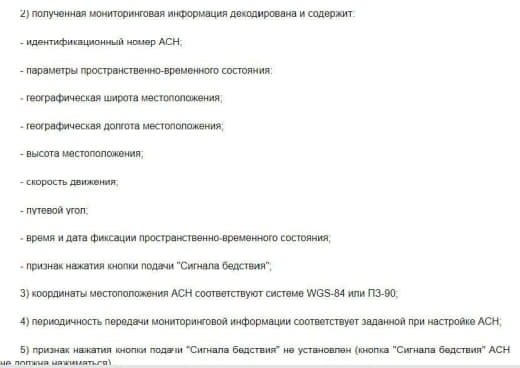 2) полученная мониторинговая информация декодирована и содержит:
- идентификационный номер АСН;
- параметры пространственно-временного состояния:
- географическая широта местоположения;
- географическая долгота местоположения;
- высота местоположения;
- скорость движения;
- путевой угол;
- время и дата фиксации пространственно-временного состояния;
- признак нажатия кнопки подачи "Сигнала бедствия";
3) координаты местоположения АСН соответствуют системе WGS-84 или ПЗ-90;
4) периодичность передачи мониторинговой информации соответствует заданной при настройке АСН;
5) признак нажатия кнопки подачи "Сигнала бедствия" не установлен (кнопка "Сигнала бедствия" АСН
не должна нажиматься)